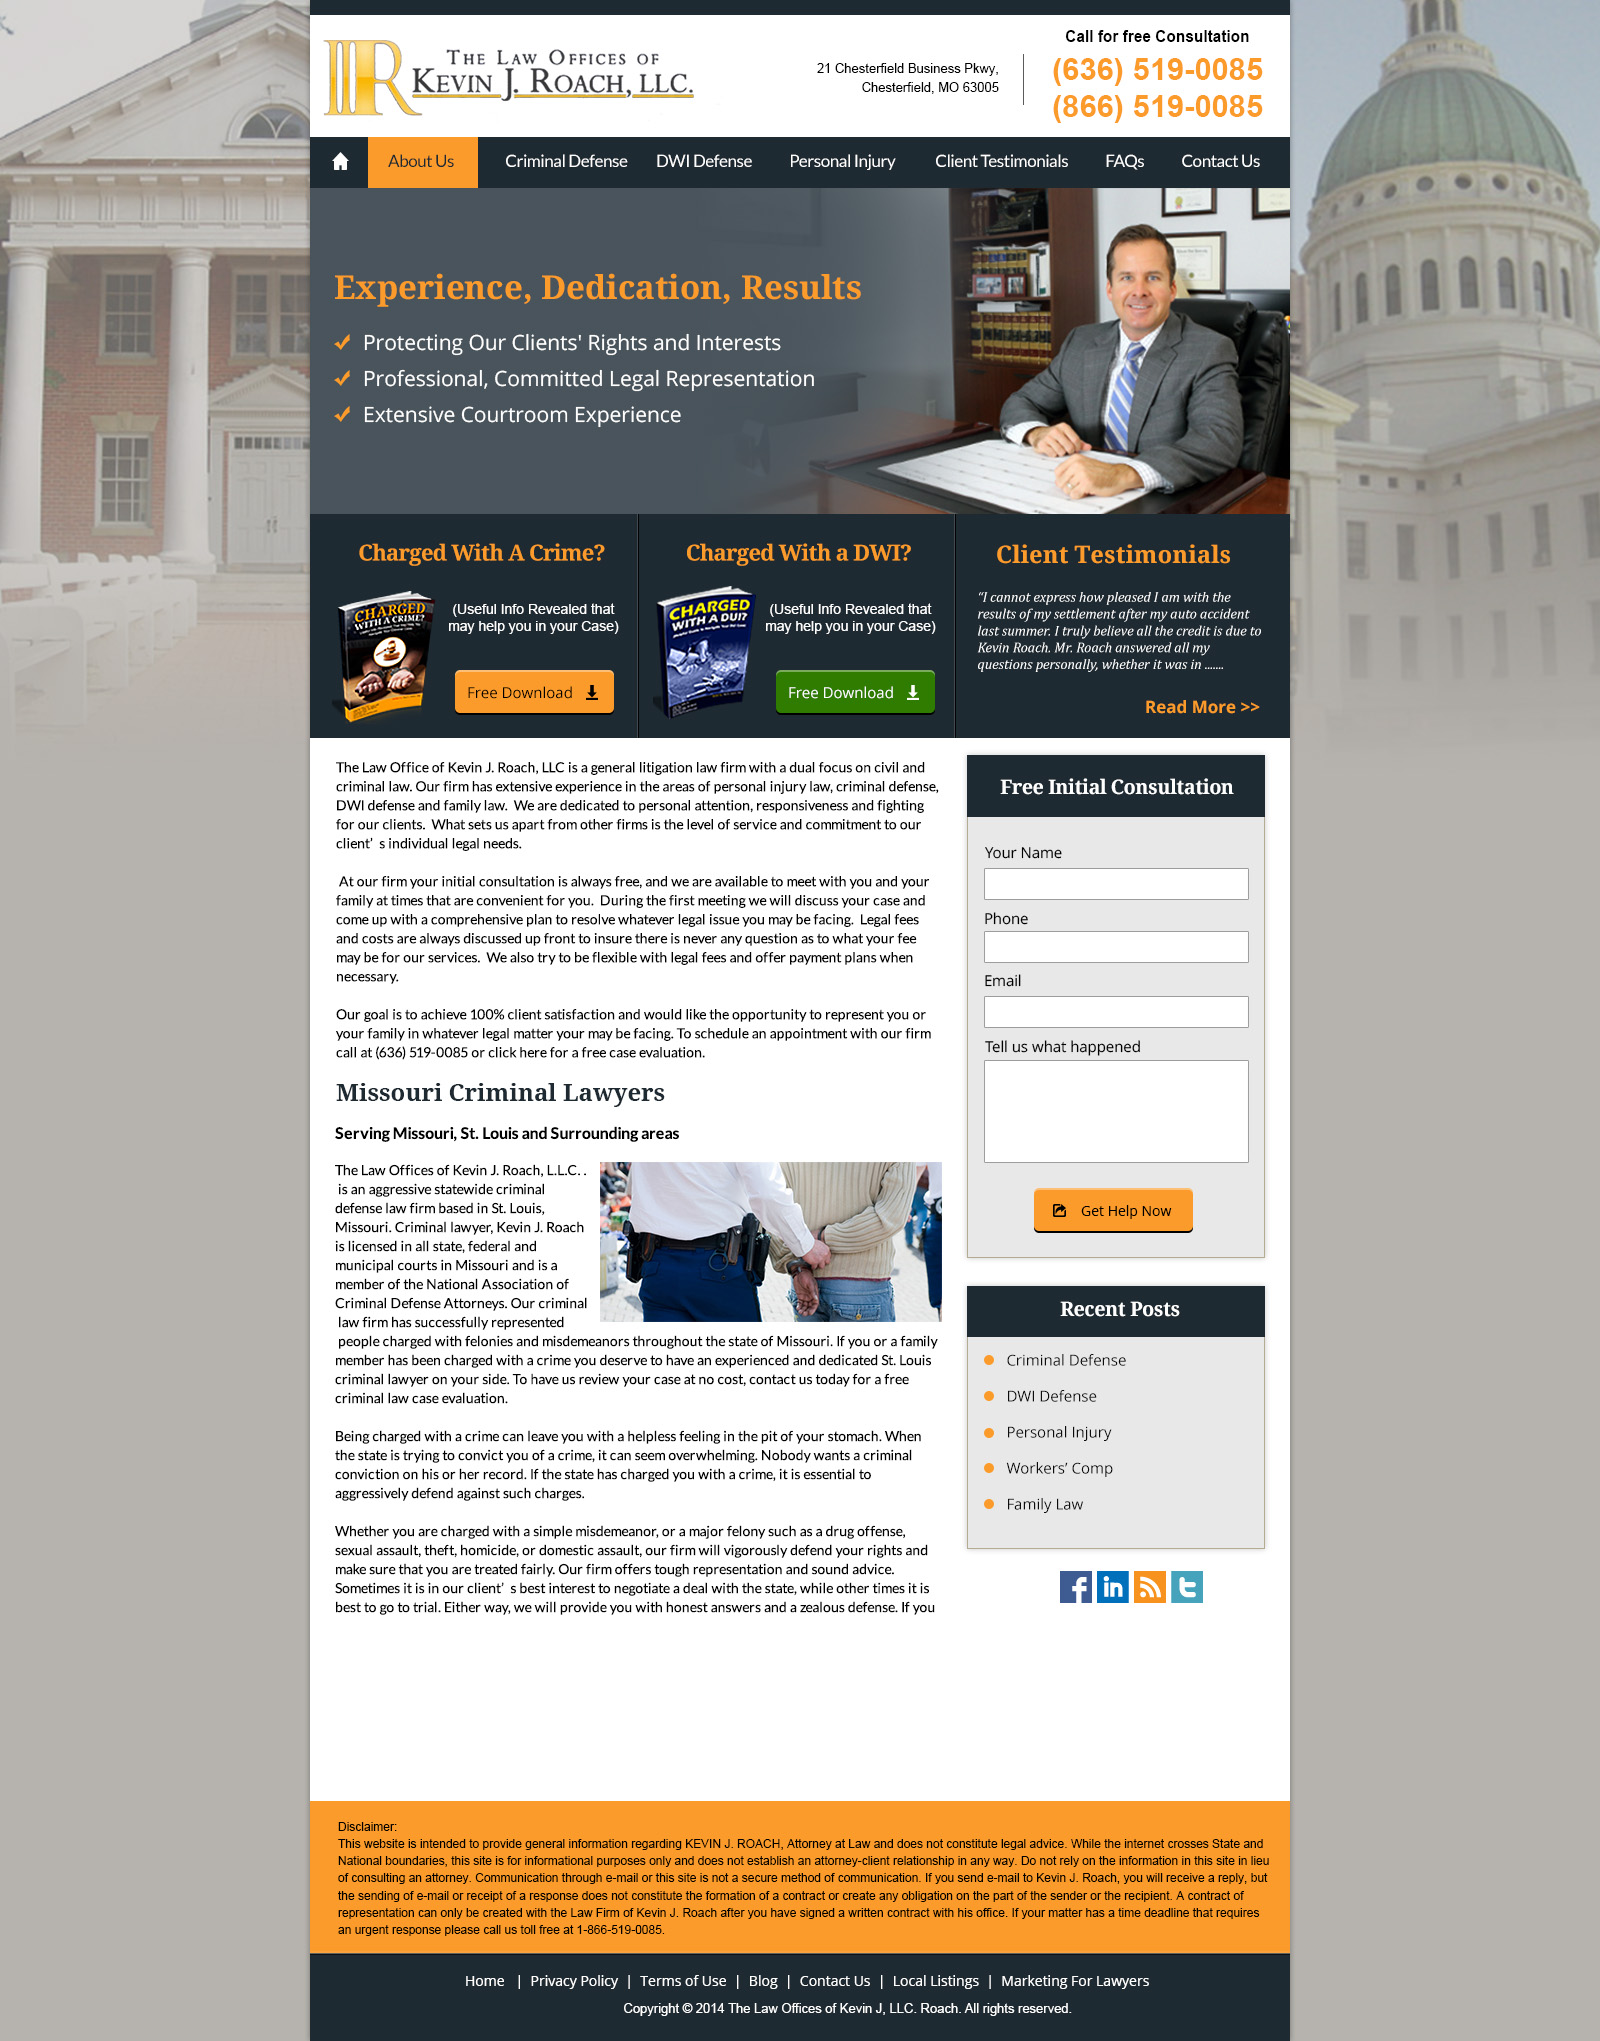 THE LAW OFFICES OF
KEVIN J. ROACH, LLC.
21 Chesterfield Business Pkwy,
Chesterfield, MO 63005
Call for free Consultation
(636) 519-0085
(866) 519-0085
About Us
Criminal Defense
DWI Defense
Personal Injury
Client Testimonials
FAQs
Contact Us
Experience, Dedication, Results
Protecting Our Clients' Rights and Interests
Professional, Committed Legal Representation
Extensive Courtroom Experience
Charged With A Crime?
CHARGED
WITH A CRIME?
(Useful Info Revealed that
may help you in your Case)
Free Download
Charged With a DWI?
CHARGED
WITH A DUI?
(Useful Info Revealed that
may help you in your Case)
Free Download
Client Testimonials
“I cannot express how pleased I am with the
results of my settlement after my auto accident
last summer. I truly believe all the credit is due to
Kevin Roach. Mr. Roach answered all my
questions personally, whether it was in .......
Read More >>
The Law Office of Kevin J. Roach, LLC is a general litigation law firm with a dual focus on civil and
criminal law. Our firm has extensive experience in the areas of personal injury law, criminal defense,
DWI defense and family law.  We are dedicated to personal attention, responsiveness and fighting
for our clients.  What sets us apart from other firms is the level of service and commitment to our
client’  s individual legal needs.
At our firm your initial consultation is always free, and we are available to meet with you and your
family at times that are convenient for you.  During the first meeting we will discuss your case and
come up with a comprehensive plan to resolve whatever legal issue you may be facing.  Legal fees
and costs are always discussed up front to insure there is never any question as to what your fee
may be for our services.  We also try to be flexible with legal fees and offer payment plans when
necessary.
Our goal is to achieve 100% client satisfaction and would like the opportunity to represent you or
your family in whatever legal matter your may be facing. To schedule an appointment with our firm
call at (636) 519-0085 or click here for a free case evaluation.
Missouri Criminal Lawyers
Serving Missouri, St. Louis and Surrounding areas
The Law Offices of Kevin J. Roach, L.L.C. .
is an aggressive statewide criminal
defense law firm based in St. Louis,
Missouri. Criminal lawyer, Kevin J. Roach
is licensed in all state, federal and
municipal courts in Missouri and is a
member of the National Association of
Criminal Defense Attorneys. Our criminal
law firm has successfully represented
people charged with felonies and misdemeanors throughout the state of Missouri. If you or a family
member has been charged with a crime you deserve to have an experienced and dedicated St. Louis
criminal lawyer on your side. To have us review your case at no cost, contact us today for a free
criminal law case evaluation.
Being charged with a crime can leave you with a helpless feeling in the pit of your stomach. When
the state is trying to convict you of a crime, it can seem overwhelming. Nobody wants a criminal
conviction on his or her record. If the state has charged you with a crime, it is essential to
aggressively defend against such charges.
Whether you are charged with a simple misdemeanor, or a major felony such as a drug offense,
sexual assault, theft, homicide, or domestic assault, our firm will vigorously defend your rights and
make sure that you are treated fairly. Our firm offers tough representation and sound advice.
Sometimes it is in our client’  s best interest to negotiate a deal with the state, while other times it is
best to go to trial. Either way, we will provide you with honest answers and a zealous defense. If you
Free Initial Consultation
Your Name
Phone
Email
Tell us what happened
Get Help Now
Recent Posts
Criminal Defense
DWI Defense
Personal Injury
Workers’ Comp
Family Law
Disclaimer:
This website is intended to provide general information regarding KEVIN J. ROACH, Attorney at Law and does not constitute legal advice. While the internet crosses State and
National boundaries, this site is for informational purposes only and does not establish an attorney-client relationship in any way. Do not rely on the information in this site in lieu
of consulting an attorney. Communication through e-mail or this site is not a secure method of communication. If you send e-mail to Kevin J. Roach, you will receive a reply, but
the sending of e-mail or receipt of a response does not constitute the formation of a contract or create any obligation on the part of the sender or the recipient. A contract of
representation can only be created with the Law Firm of Kevin J. Roach after you have signed a written contract with his office. If your matter has a time deadline that requires
an urgent response please call us toll free at 1-866-519-0085.
Home | Privacy Policy | Terms of Use | Blog | Contact Us | Local Listings | Marketing For Lawyers
Copyright © 2014 The Law Offices of Kevin J, LLC. Roach. All rights reserved.